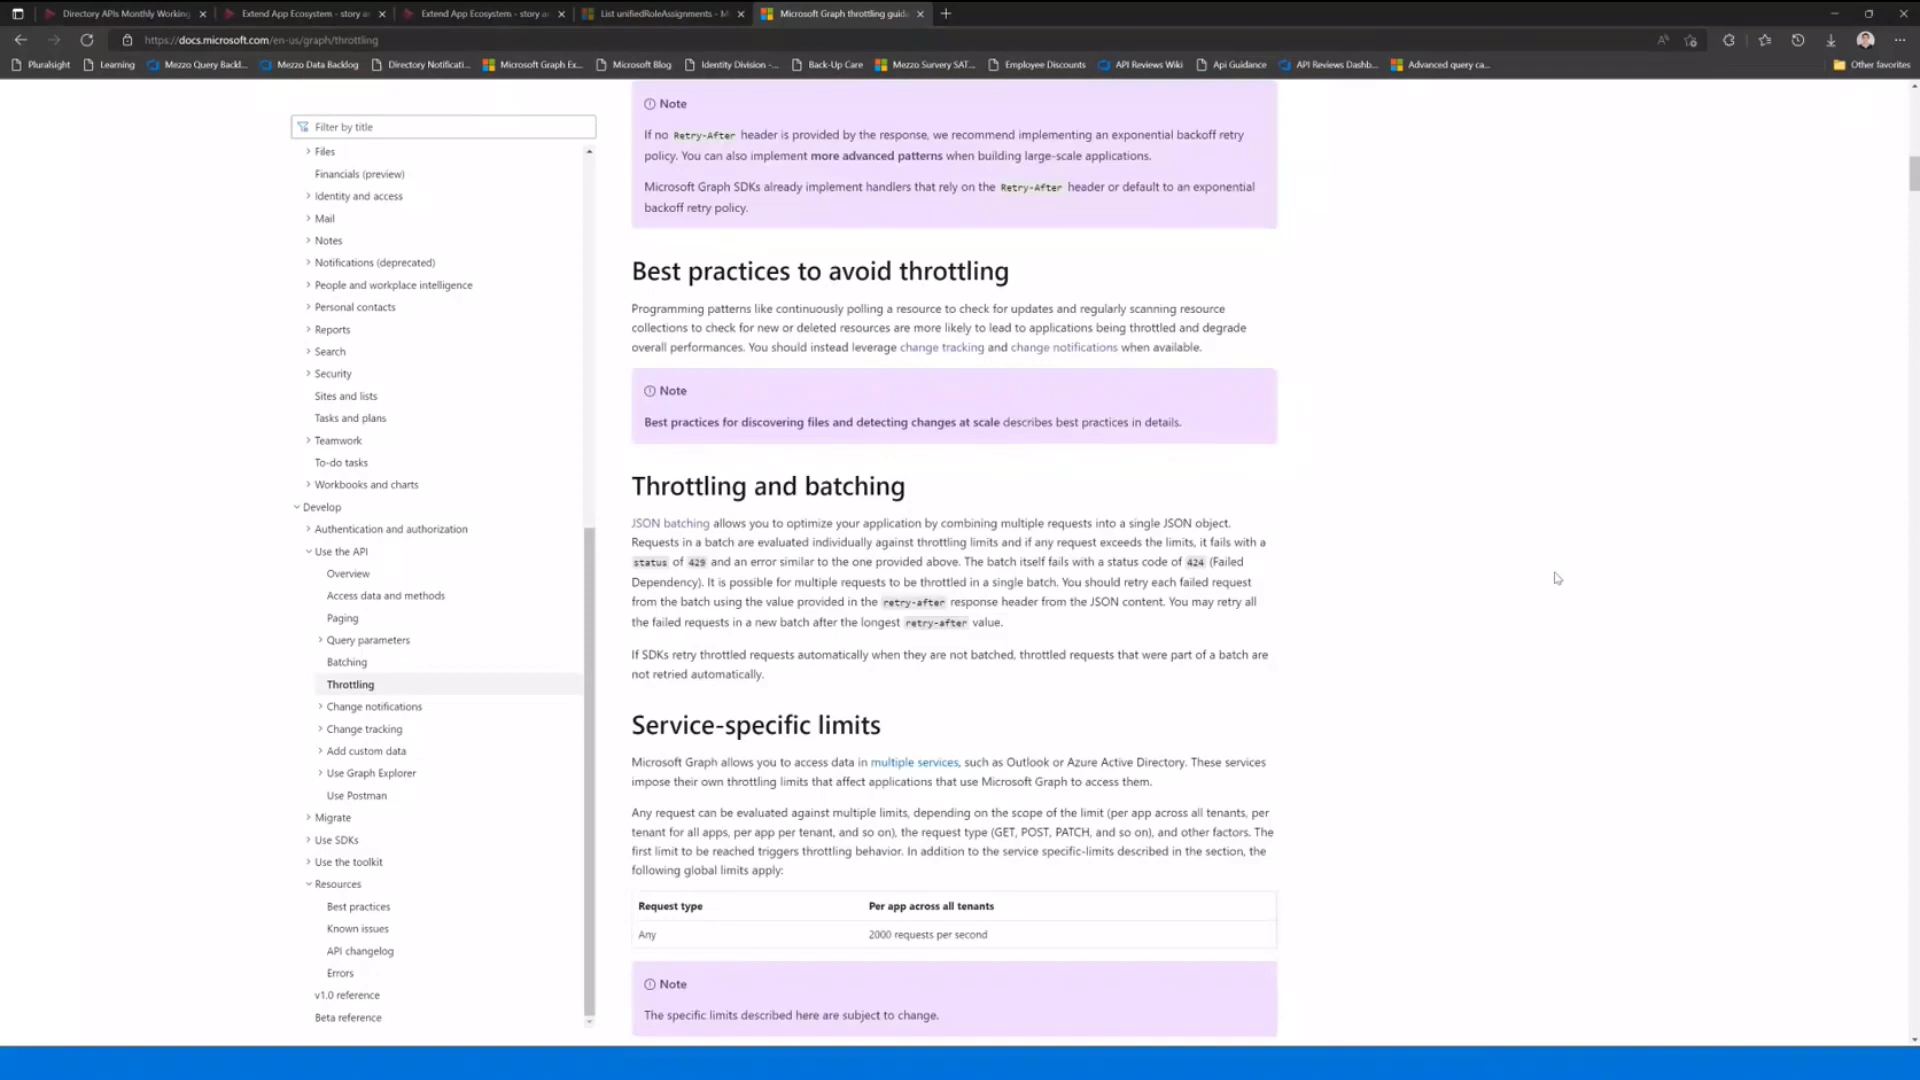 Directory APIs Monthly Working
Extend App Ecosystem - story a
Extend App Ecosystem - story a
List unifiedRoleAssignments - M
Microsoft Graph throttling guid
https://docs.microsoft.com/en-us/graph/throttling
Pluralsight
Learning
Mezzo Query Backl...
Mezzo Data Backlog
Directory Notificati...
Microsoft Graph Ex...
Microsoft Blog
Identity Division -...
Back-Up Care
Mezzo Survery SAT...
Employee Discounts
API Reviews Wiki
Api Guidance
API Reviews Dashb...
Advanced query ca...
Other favorites
Filter by title
Files
Financials (preview)
Identity and access
Mail
Notes
Notifications (deprecated)
People and workplace intelligence
Personal contacts
Reports
Search
Security
Sites and lists
Tasks and plans
Teamwork
To-do tasks
Workbooks and charts
Develop
Authentication and authorization
Use the API
Overview
Access data and methods
Paging
Query parameters
Batching
Throttling
Change notifications
Change tracking
Add custom data
Use Graph Explorer
Use Postman
Migrate
Use SDKs
Use the toolkit
Resources
Best practices
Known issues
API changelog
Errors
v1.0 reference
Beta reference
Note
If no Retry-After header is provided by the response, we recommend implementing an exponential backoff retry
policy. You can also implement more advanced patterns when building large-scale applications.
Microsoft Graph SDKs already implement handlers that rely on the Retry-After header or default to an exponential
backoff retry policy.
Best practices to avoid throttling
Programming patterns like continuously polling a resource to check for updates and regularly scanning resource
collections to check for new or deleted resources are more likely to lead to applications being throttled and degrade
overall performances. You should instead leverage change tracking and change notifications when available.
Note
Best practices for discovering files and detecting changes at scale describes best practices in details.
Throttling and batching
JSON batching allows you to optimize your application by combining multiple requests into a single JSON object.
Requests in a batch are evaluated individually against throttling limits and if any request exceeds the limits, it fails with a
status of 429 and an error similar to the one provided above. The batch itself fails with a status code of 424 (Failed
Dependency). It is possible for multiple requests to be throttled in a single batch. You should retry each failed request
from the batch using the value provided in the retry-after response header from the JSON content. You may retry all
the failed requests in a new batch after the longest retry-after value.
If SDKs retry throttled requests automatically when they are not batched, throttled requests that were part of a batch are
not retried automatically.
Service-specific limits
Microsoft Graph allows you to access data in multiple services, such as Outlook or Azure Active Directory. These services
impose their own throttling limits that affect applications that use Microsoft Graph to access them.
Any request can be evaluated against multiple limits, depending on the scope of the limit (per app across all tenants, per
tenant for all apps, per app per tenant, and so on), the request type (GET, POST, PATCH, and so on), and other factors. The
first limit to be reached triggers throttling behavior. In addition to the service specific-limits described in the section, the
following global limits apply:
Request type Per app across all tenants
Any 2000 requests per second
Note
The specific limits described here are subject to change.